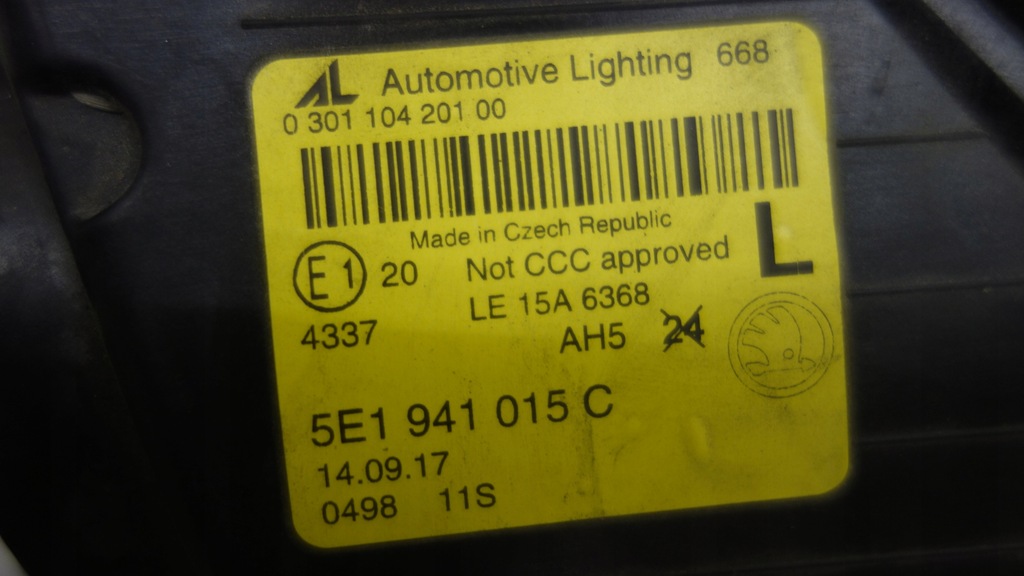 AL Automotive Lighting 668
0 301 104 201 00
Made in Czech Republic
E1 20 Not CCC approved L
LE 15A 6368
4337 AH5 24
5E1 941 015 C
14.09.17
0498 11S